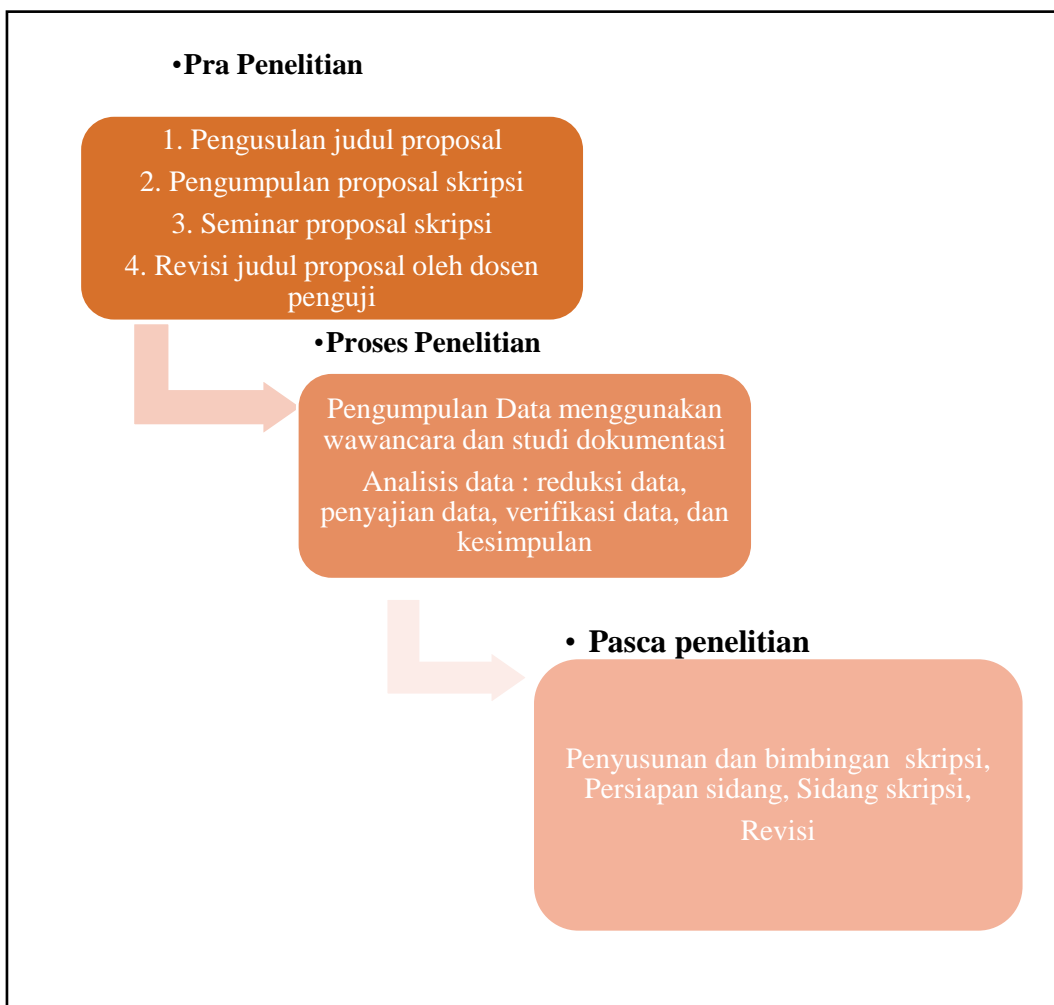 •Pra Penelitian
1. Pengusulan judul proposal
2. Pengumpulan proposal skripsi
3. Seminar proposal skripsi
4. Revisi judul proposal oleh dosen
penguji
•Proses Penelitian
Pengumpulan Data menggunakan
wawancara dan studi dokumentasi
Analisis data : reduksi data,
penyajian data, verifikasi data, dan
kesimpulan
• Pasca penelitian
Penyusunan dan bimbingan  skripsi,
Persiapan sidang, Sidang skripsi,
Revisi